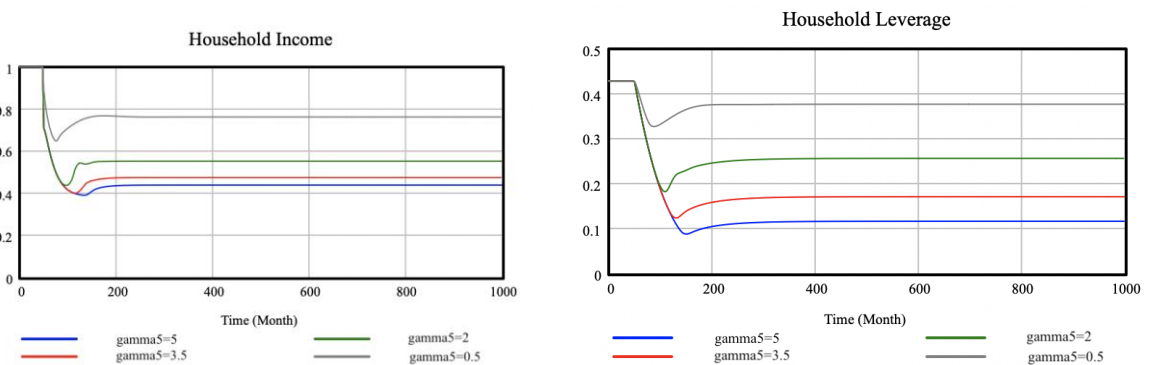 Household Income
1
0.8
0.6
0.4
0.2
0
0 200 400 600 800 1000
Time (Month)
gamma5=5 gamma5=2
gamma5=3.5 gamma5=0.5
Household Leverage
0.5
0.4
0.3
0.2
0.1
0
0 200 400 600 800 1000
Time (Month)
gamma5=5 gamma5=2
gamma5=3.5 gamma5=0.5